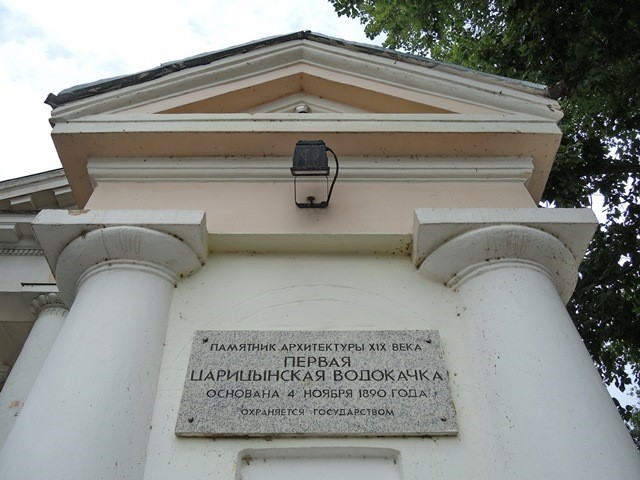 ПАМЯТНИК АРХИТЕКТУРЫ XIX ВЕКА
ПЕРВАЯ
ЦАРИЦЫНСКАЯ ВОДОКАЧКА
ОСНОВАНА 4 НОЯБРЯ 1890 ГОДА
ОХРАНЯЕТСЯ ГОСУДАРСТВОМ